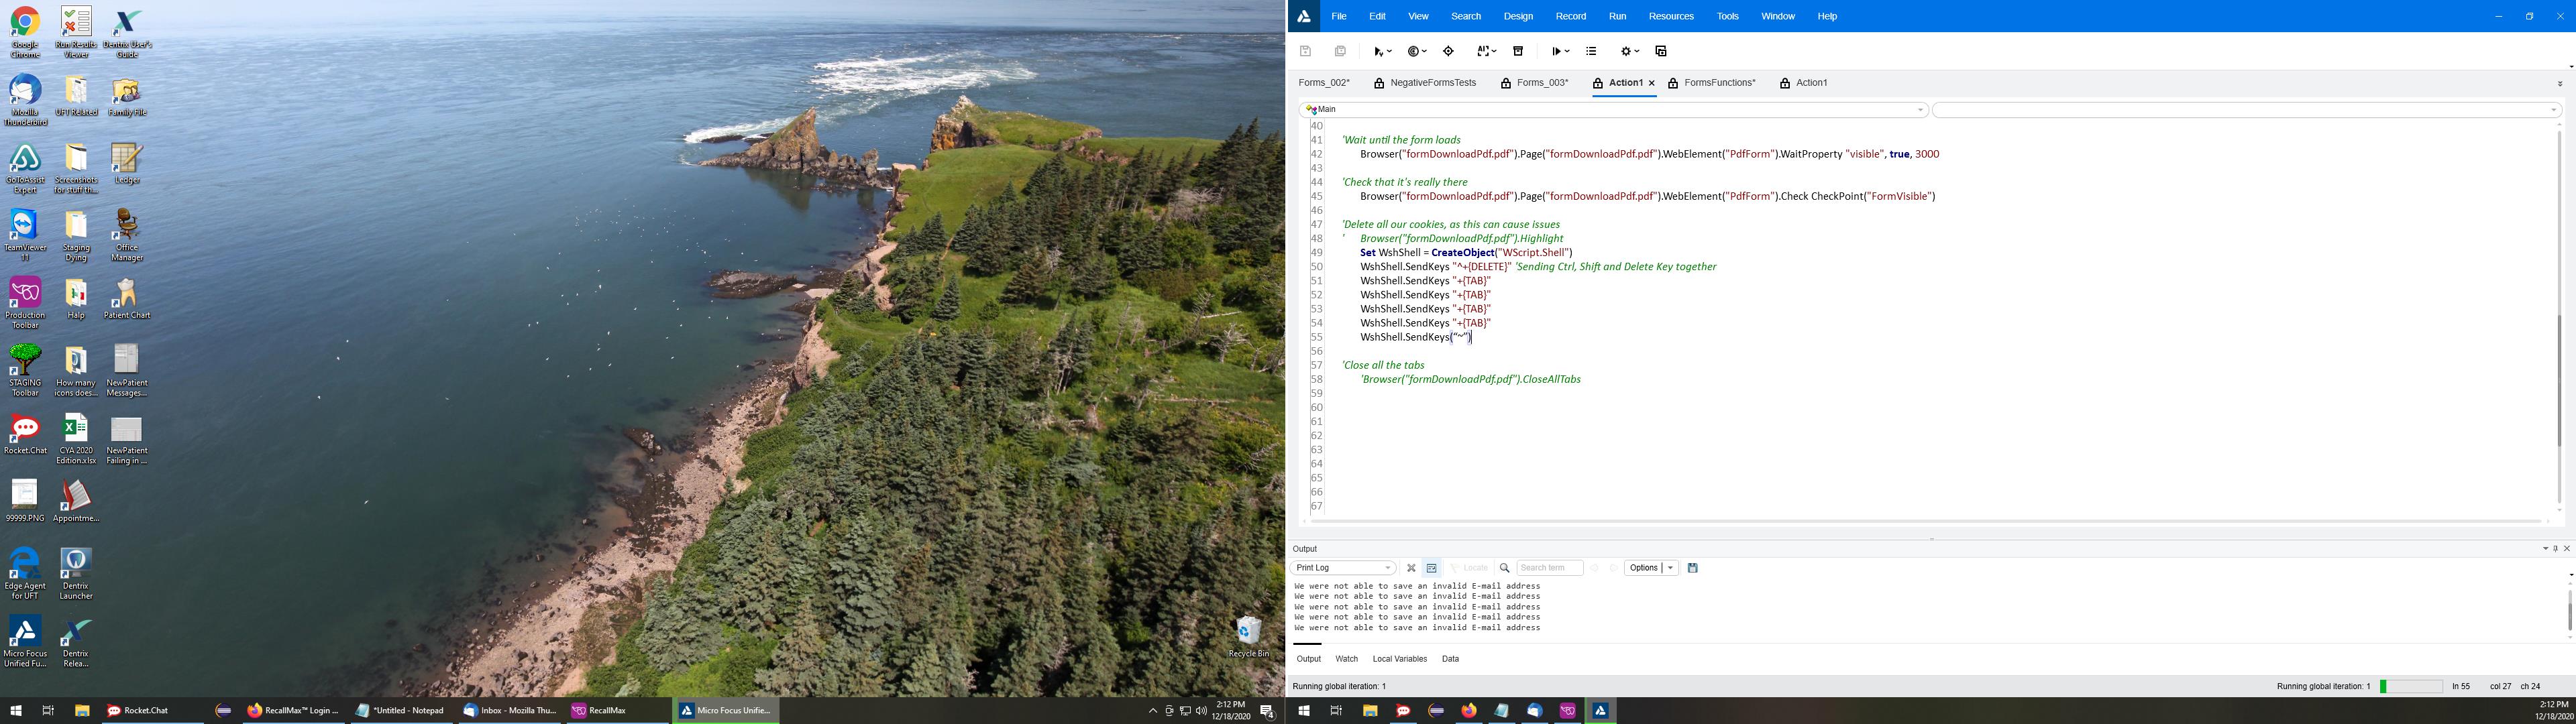 Google Chrome
Run Results Viewer
Dentrix User's Guide
Mozilla Thunderbird
UFT Related
Family File
GoToAssist Expert
Screenshots for stuff th...
Ledger
TeamViewer 11
Staging Dying
Office Manager
Production Toolbar
Halp
Patient Chart
STAGING Toolbar
How many icons does...
NewPatient Messages...
Rocket.Chat
CYA 2020 Edition.xlsx
NewPatient Failing in ...
99999.PNG
Appointme...
Edge Agent for UFT
Dentrix Launcher
Micro Focus Unified Fu...
Dentrix Relea...
Recycle Bin
File Edit View Search Design Record Run Resources Tools Window Help
Forms_002* NegativeFormsTests Forms_003* Action1 FormsFunctions* Action1
Main
40
41 'Wait until the form loads
42 Browser("formDownloadPdf.pdf").Page("formDownloadPdf.pdf").WebElement("PdfForm").WaitProperty "visible", true, 3000
43
44 'Check that it's really there
45 Browser("formDownloadPdf.pdf").Page("formDownloadPdf.pdf").WebElement("PdfForm").Check CheckPoint("FormVisible")
46
47 'Delete all our cookies, as this can cause issues
48 ' Browser("formDownloadPdf.pdf").Highlight
49 Set WshShell = CreateObject("WScript.Shell")
50 WshShell.SendKeys "^+{DELETE}" 'Sending Ctrl, Shift and Delete Key together
51 WshShell.SendKeys "+{TAB}"
52 WshShell.SendKeys "+{TAB}"
53 WshShell.SendKeys "+{TAB}"
54 WshShell.SendKeys "+{TAB}"
55 WshShell.SendKeys(“~”)
56
57 'Close all the tabs
58 'Browser("formDownloadPdf.pdf").CloseAllTabs
59
60
61
62
63
64
65
66
67
Output
Print Log Locate Search term Options
We were not able to save an invalid E-mail address
We were not able to save an invalid E-mail address
We were not able to save an invalid E-mail address
We were not able to save an invalid E-mail address
We were not able to save an invalid E-mail address
Output Watch Local Variables Data
Running global iteration: 1 Running global iteration: 1 ln 55 col 27 ch 24
Rocket.Chat RecallMax™ Login ... *Untitled - Notepad Inbox - Mozilla Thu... RecallMax Micro Focus Unifie... 2:12 PM 12/18/2020 4
2:12 PM
12/18/2020